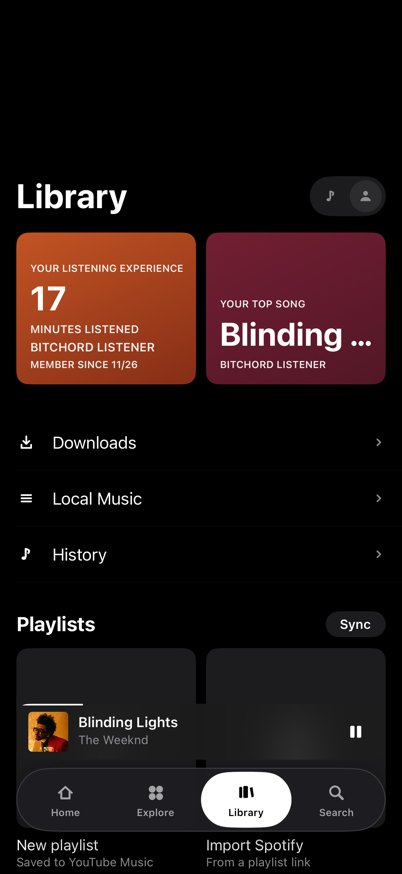 Library
YOUR LISTENING EXPERIENCE
17
MINUTES LISTENED
BITCHORD LISTENER
MEMBER SINCE 11/26
YOUR TOP SONG
Blinding ...
BITCHORD LISTENER
Downloads
Local Music
History
Playlists
Sync
Blinding Lights
The Weeknd
Home
Explore
Library
Search
New playlist
Saved to YouTube Music
Import Spotify
From a playlist link